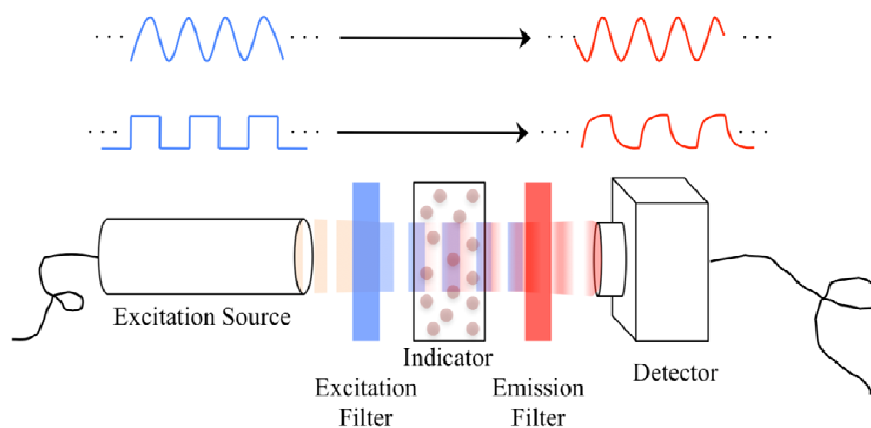 Excitation Source
Indicator
Excitation
Filter
Emission
Filter
Detector